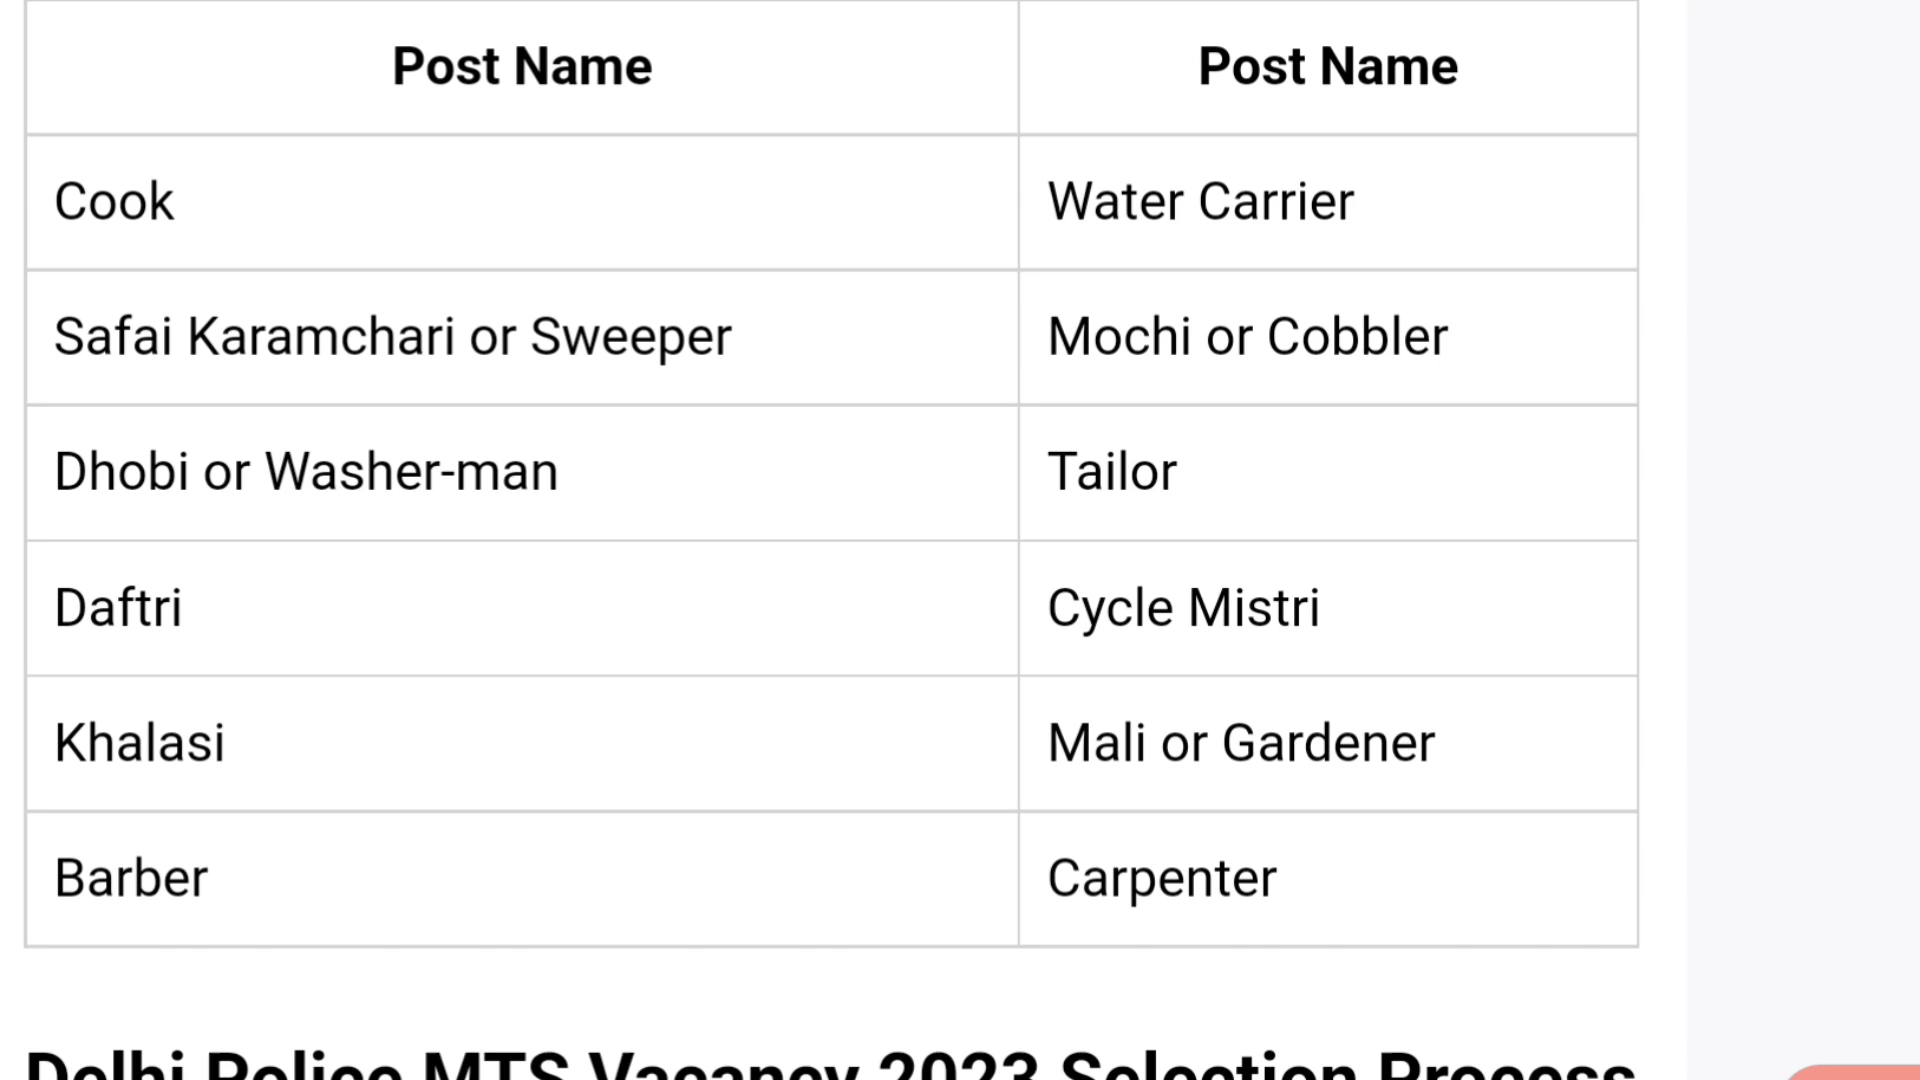 Post Name Post Name
Cook Water Carrier
Safai Karamchari or Sweeper Mochi or Cobbler
Dhobi or Washer-man Tailor
Daftri Cycle Mistri
Khalasi Mali or Gardener
Barber Carpenter
Delhi Police MTS Vacancy 2023 Selection Process